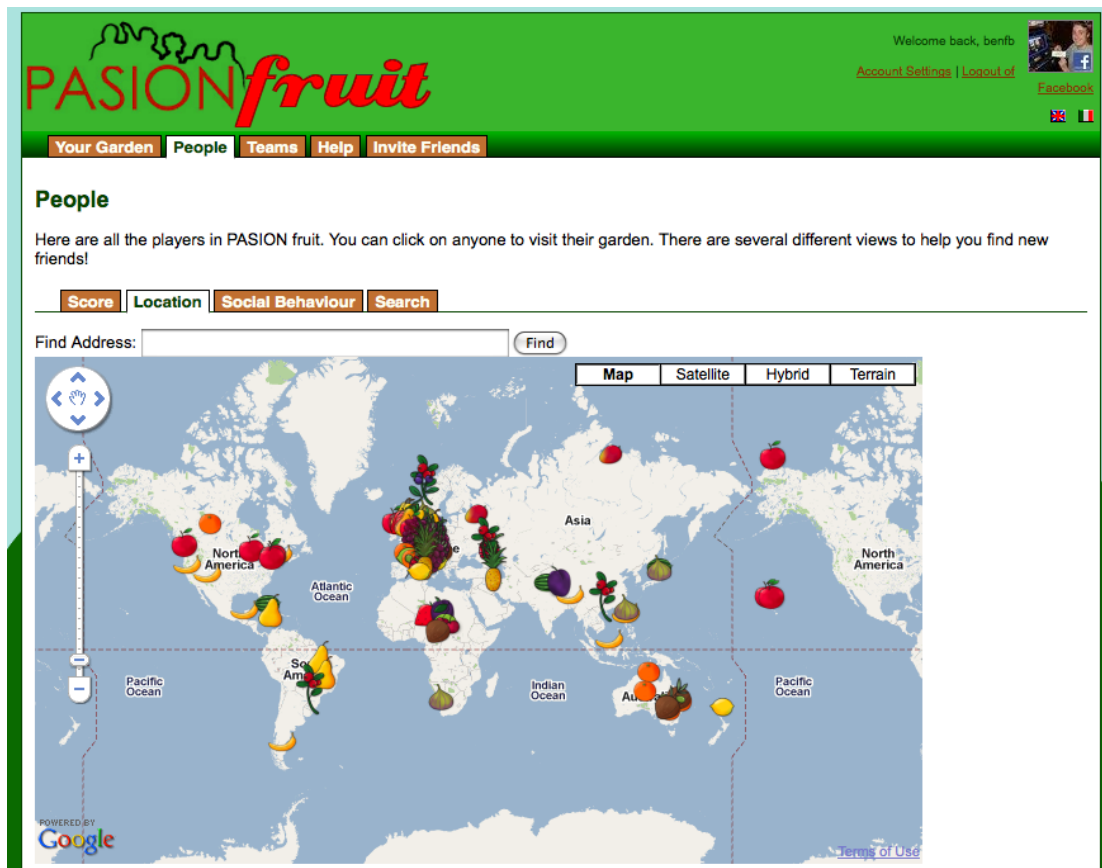 PASIONfruit
Welcome back, benfb
Account Settings | Logout of
Facebook
Your Garden People Teams Help Invite Friends
People
Here are all the players in PASION fruit. You can click on anyone to visit their garden. There are several different views to help you find new
friends!
Score Location Social Behaviour Search
Find Address: Find
Map Satellite Hybrid Terrain
Asia
North
America
North
America
Atlantic
Ocean
Pacific
Ocean
Indian
Ocean
Pacific
Ocean
POWERED BY
Google
Terms of Use